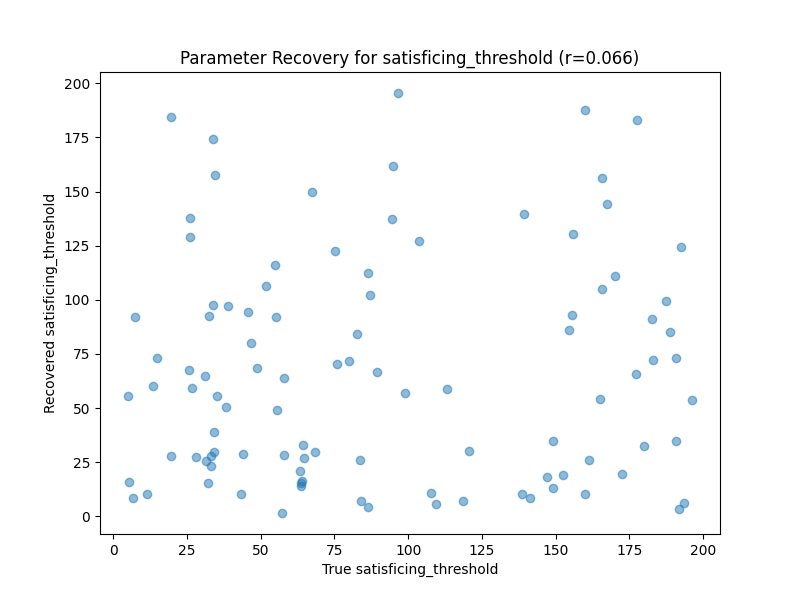 Parameter Recovery for satisficing_threshold (r=0.066)
Recovered satisficing_threshold
200
175
150
125
100
75
50
25
0
0 25 50 75 100 125 150 175 200
True satisficing_threshold